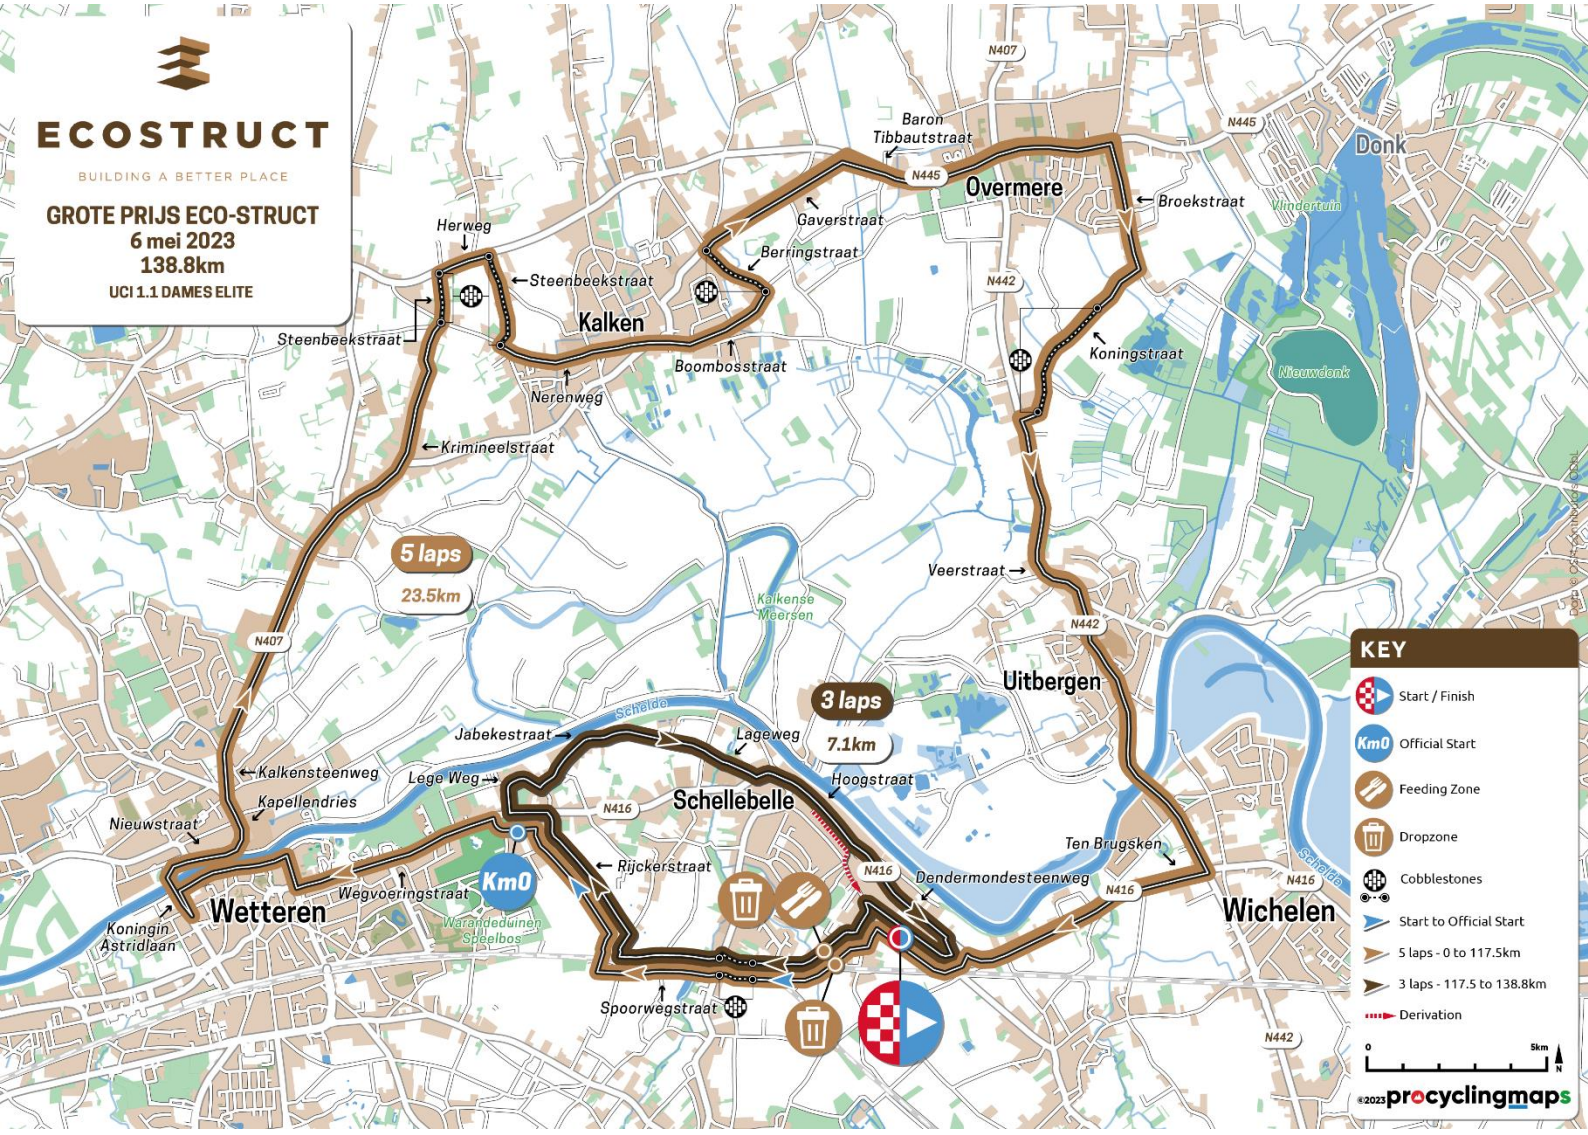 ECOSTRUCT
BUILDING A BETTER PLACE
GROTE PRIJS ECO-STRUCT
6 mei 2023
138.8km
UCI 1.1 DAMES ELITE
N407
Baron
Tibbautstraat
N445
N445
Donk
Overmere
Broekstraat
Vlindertuin
Gaverstraat
Herweg
Berringstraat
Steenbeekstraat
N442
Kalken
Steenbeekstraat
Koningstraat
Boombosstraat
Nieuwdonk
Nerenweg
Krimineelstraat
5 laps
23.5km
Veerstraat
Kalkense
Meersen
N442
N407
Uitbergen
3 laps
7.1km
Schelde
Jabekestraat
Lageweg
Kalkensteenweg
Lege Weg
Hoogstraat
Kapellendries
N416
Schellebelle
Nieuwstraat
Ten Brugsken
Schelde
Rijckerstraat
N416
Dendermondesteenweg
N416
N416
Km0
Wegvoeringstraat
Wetteren
Wichelen
Koningin
Astridlaan
Warandeduinen
Speelbos
Spoorwegstraat
N442
KEY
Start / Finish
Km0 Official Start
Feeding Zone
Dropzone
Cobblestones
Start to Official Start
5 laps - 0 to 117.5km
3 laps - 117.5 to 138.8km
Derivation
0 5km
N
©2023 procyclingmaps